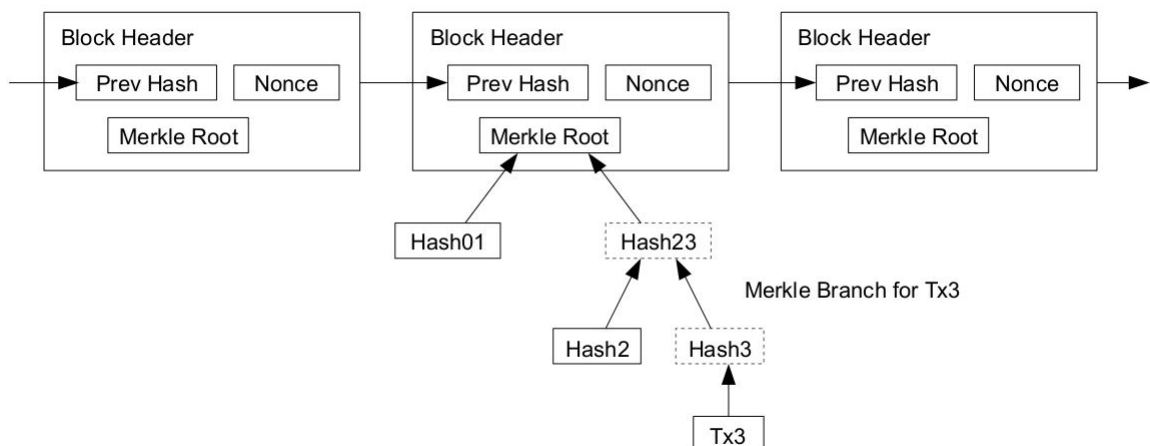 Block Header
Prev Hash
Nonce
Merkle Root
Block Header
Prev Hash
Nonce
Merkle Root
Block Header
Prev Hash
Nonce
Merkle Root
Hash01
Hash23
Merkle Branch for Tx3
Hash2
Hash3
Tx3